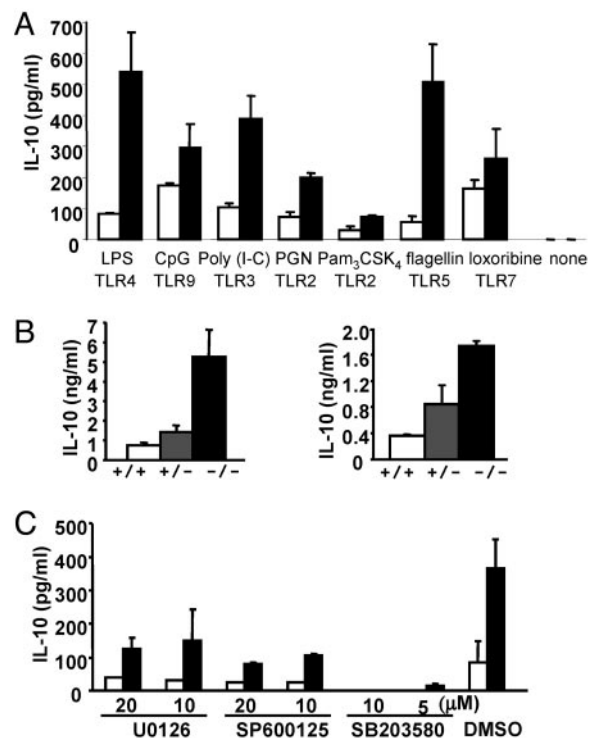 A
IL-10 (pg/ml)
700
600
500
400
300
200
100
0
LPS CpG Poly (I-C) PGN Pam₃CSK₄ flagellin loxoribine none
TLR4 TLR9 TLR3 TLR2 TLR2 TLR5 TLR7
B
IL-10 (ng/ml)
7
6
5
4
3
2
1
0
+/+ +/− −/−
IL-10 (ng/ml)
2.0
1.6
1.2
0.8
0.4
0
+/+ +/− −/−
C
IL-10 (pg/ml)
500
400
300
200
100
0
20 10 20 10 10 5 (μM)
U0126 SP600125 SB203580 DMSO